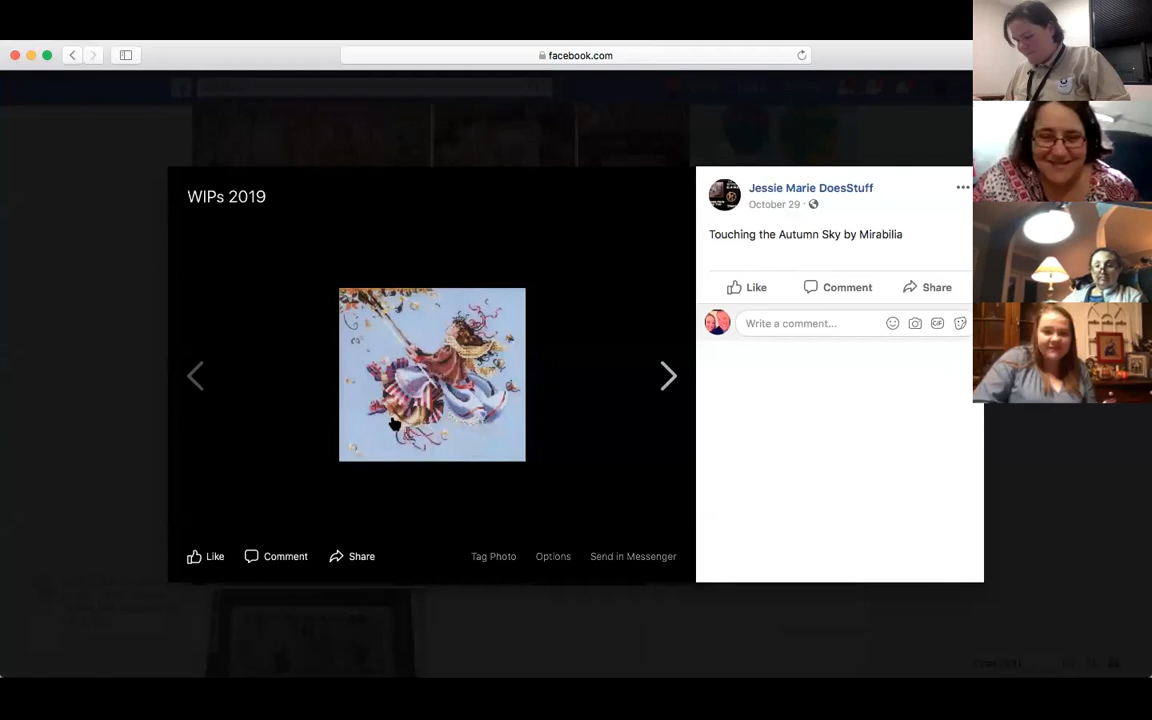 facebook.com
WIPs 2019
Jessie Marie DoesStuff
October 29 ·
Touching the Autumn Sky by Mirabilia
Like Comment Share
Write a comment...
GIF
Like Comment Share Tag Photo Options Send in Messenger